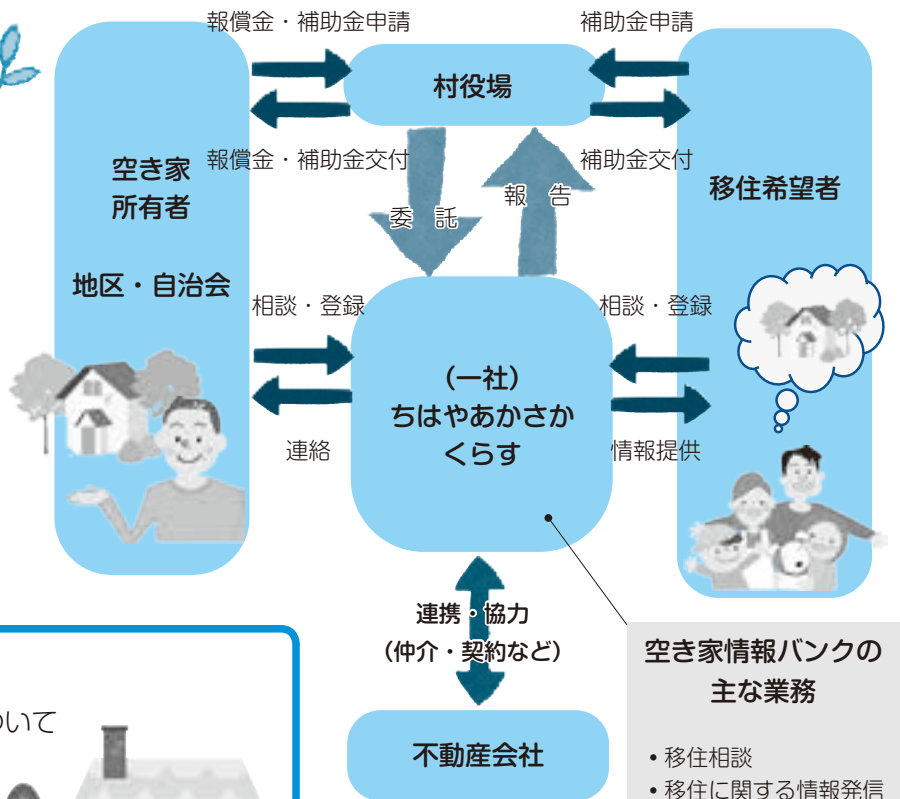 報償金・補助金申請
補助金申請
村役場
報償金・補助金交付
補助金交付
空き家
所有者
地区・自治会
移住希望者
委 託
報 告
相談・登録
相談・登録
（一社）
ちはやあかさか
くらす
連絡
情報提供
連携・協力
（仲介・契約など）
不動産会社
空き家情報バンクの
主な業務
• 移住相談
• 移住に関する情報発信
ついて